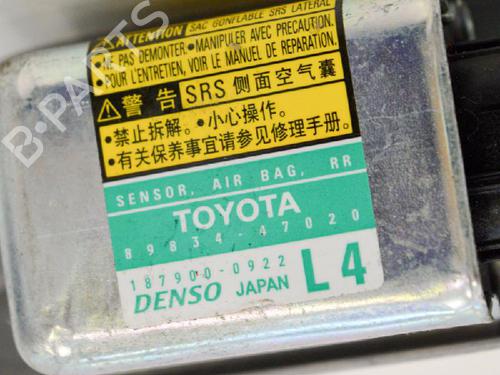 ATTENTION SAC GONFLABLE SRS LATERAL
•NE PAS DEMONTER. •MANIPULER AVEC PRECAUTION.
•POUR L'ENTRETIEN, VOIR LE MANUEL DE REPARATION.
警告 SRS 侧面空气囊
•禁止拆解。•小心操作。
•有关保养事宜请参见修理手册.
SENSOR, AIR BAG, RR
TOYOTA
89834-47020
187900-0922
DENSO JAPAN L4
B-PARTS